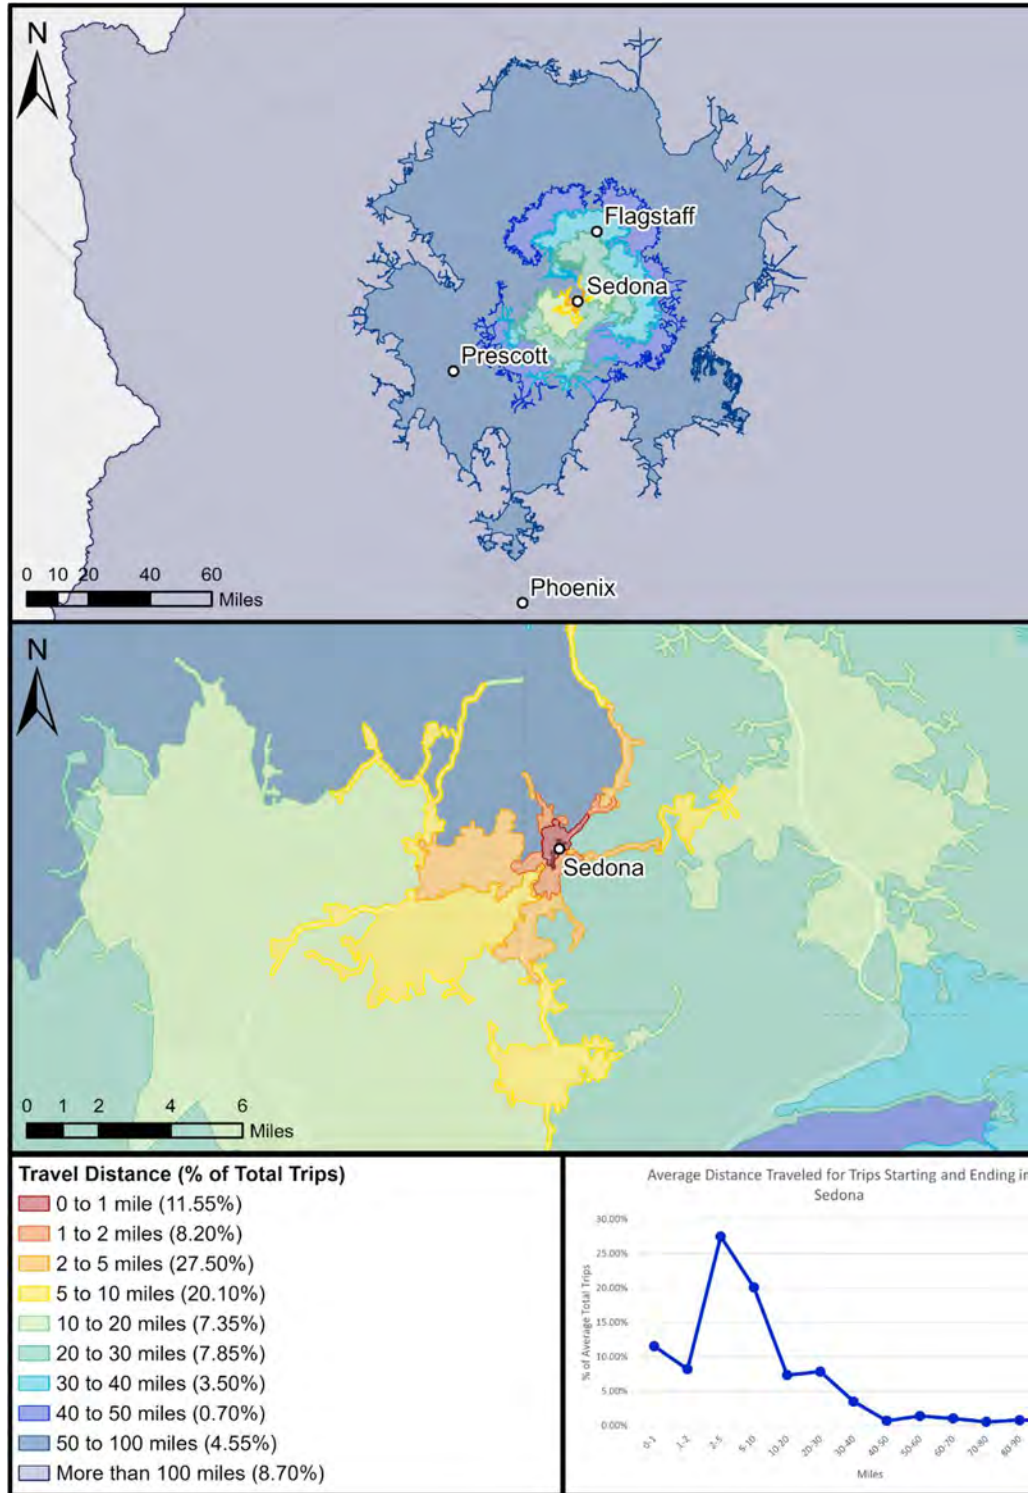 N
Flagstaff
Sedona
Prescott
Phoenix
0 10 20 40 60
Miles
N
Sedona
0 1 2 4 6
Miles
Travel Distance (% of Total Trips)
0 to 1 mile (11.55%)
1 to 2 miles (8.20%)
2 to 5 miles (27.50%)
5 to 10 miles (20.10%)
10 to 20 miles (7.35%)
20 to 30 miles (7.85%)
30 to 40 miles (3.50%)
40 to 50 miles (0.70%)
50 to 100 miles (4.55%)
More than 100 miles (8.70%)
Average Distance Traveled for Trips Starting and Ending in
Sedona
% of Average Total Trips
30.00%
25.00%
20.00%
15.00%
10.00%
5.00%
0.00%
0-1 1-2 2-5 5-10 10-20 20-30 30-40 40-50 50-60 60-70 70-80 80-90
Miles